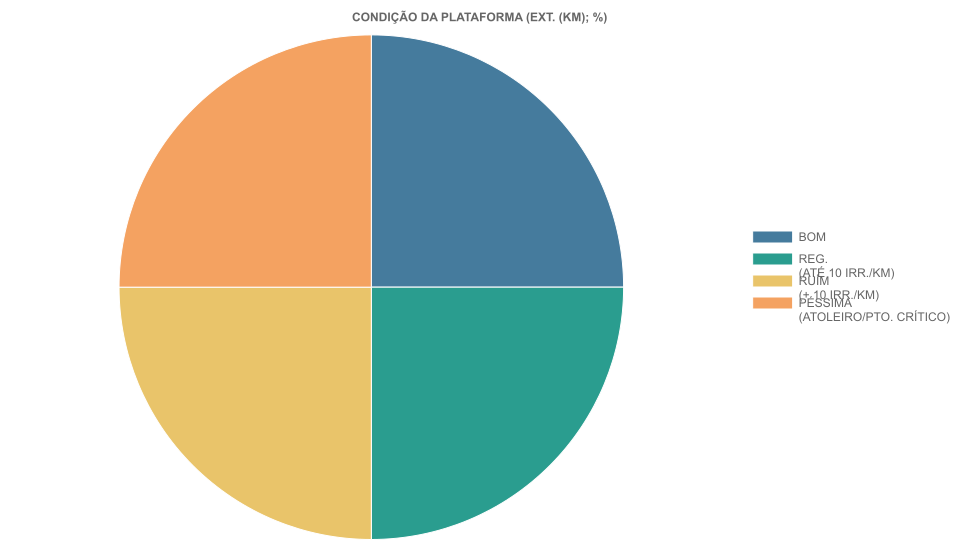 CONDIÇÃO DA PLATAFORMA (EXT. (KM); %)
BOM
REG.
(ATÉ 10 IRR./KM)
RUIM
(+ 10 IRR./KM)
PÉSSIMA
(ATOLEIRO/PTO. CRÍTICO)